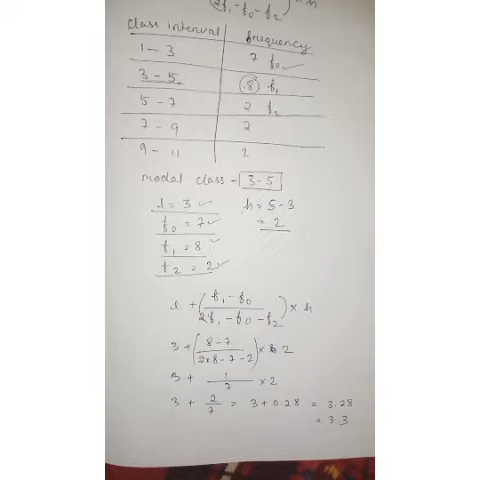 2f₁ - f₀ - f₂
class interval frequency
1 - 3 7 f₀ ✓
3 - 5 8 f₁
5 - 7 2 f₂
7 - 9 2
9 - 11 2
modal class - 3 - 5
l = 3 ✓ h = 5 - 3
f₀ = 7 ✓ = 2
f₁ = 8 ✓
f₂ = 2 ✓
l + (f₁ - f₀ / 2f₁ - f₀ - f₂) × h
3 + (8 - 7 / 2×8 - 7 - 2) × 2
3 + 1/7 × 2
3 + 2/7 = 3 + 0.28 = 3.28
= 3.3